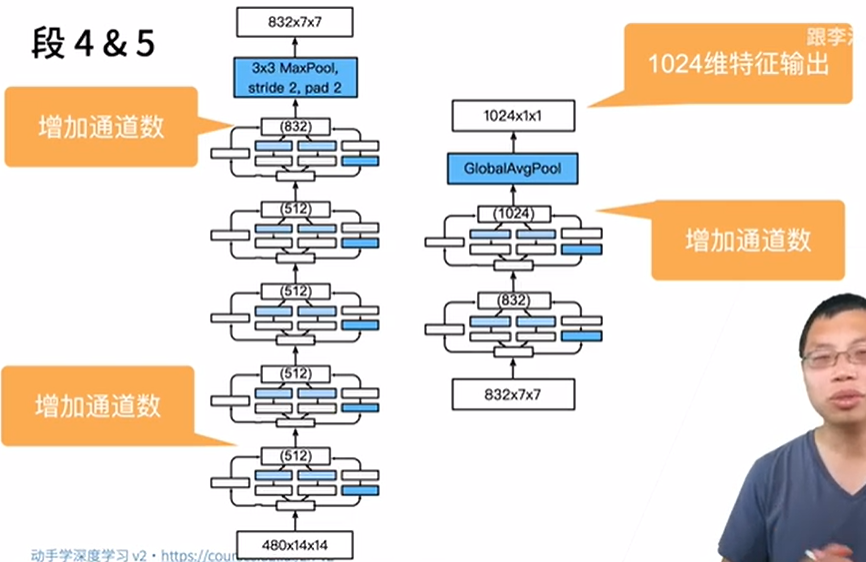 段 4 & 5
跟李
832x7x7
3x3 MaxPool,
stride 2, pad 2
增加通道数
(832)
(512)
(512)
(512)
增加通道数
(512)
480x14x14
1024维特征输出
1024x1x1
GlobalAvgPool
(1024)
增加通道数
(832)
832x7x7
动手学深度学习 v2 · https://cour